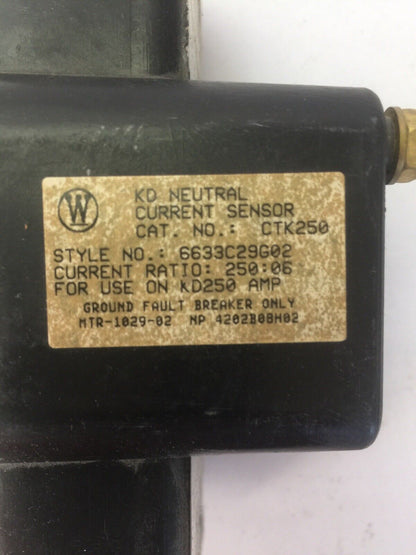 W
KD NEUTRAL
CURRENT SENSOR
CAT. NO.: CTK250
STYLE NO.: 6633C29G02
CURRENT RATIO: 250:06
FOR USE ON KD250 AMP
GROUND FAULT BREAKER ONLY
MTR-1029-02 NP 4202B0BH02